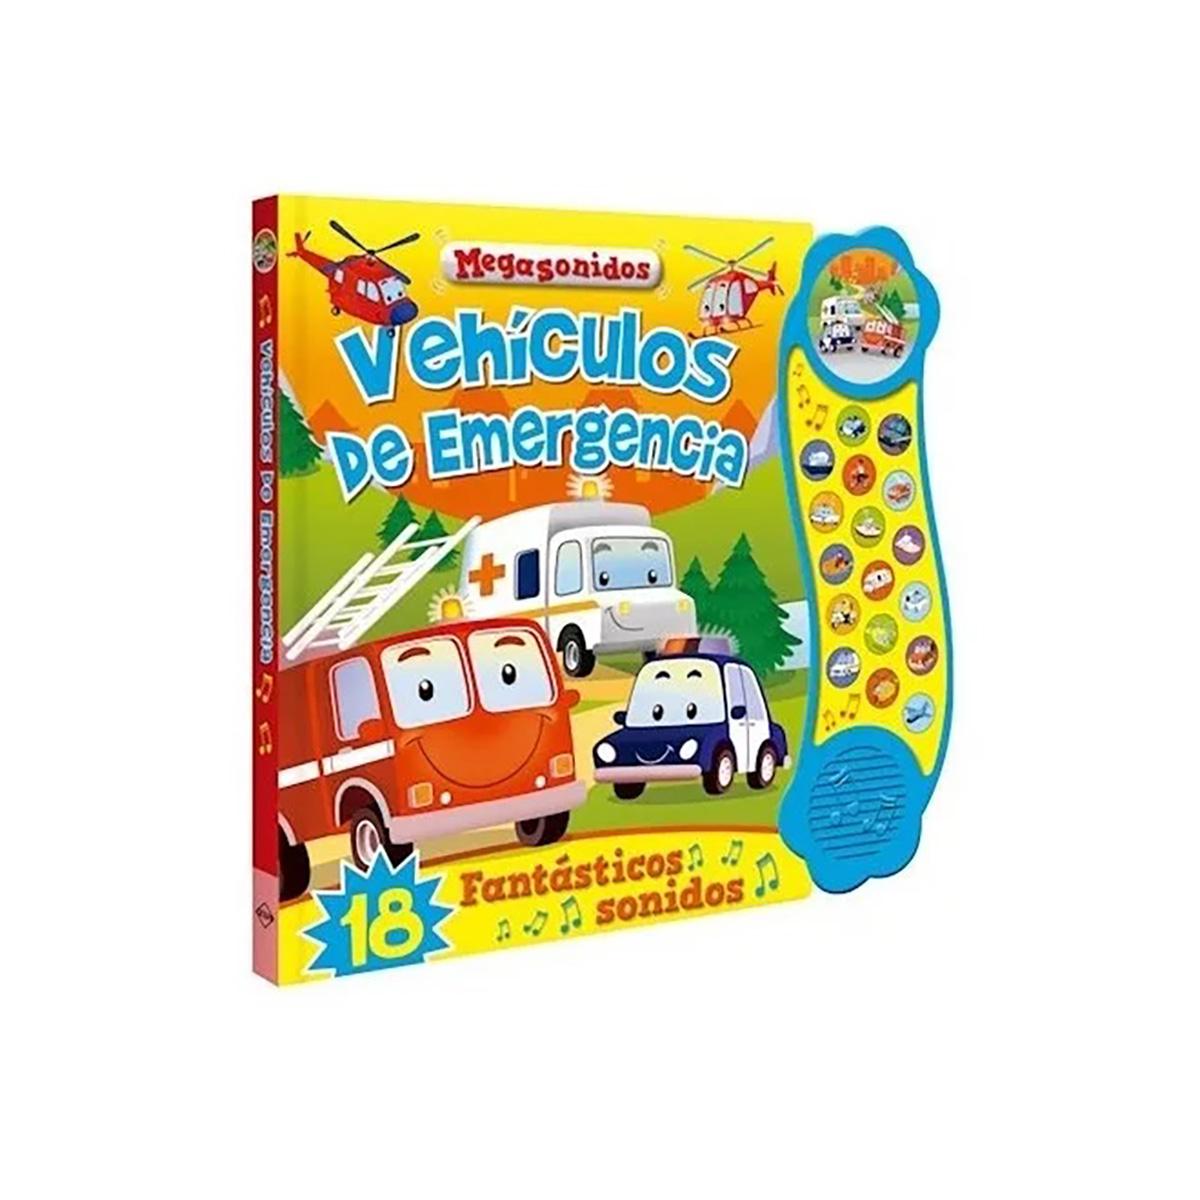 Megasonidos
Vehículos
de Emergencia
Vehículos de Emergencia
18
Fantásticos
sonidos